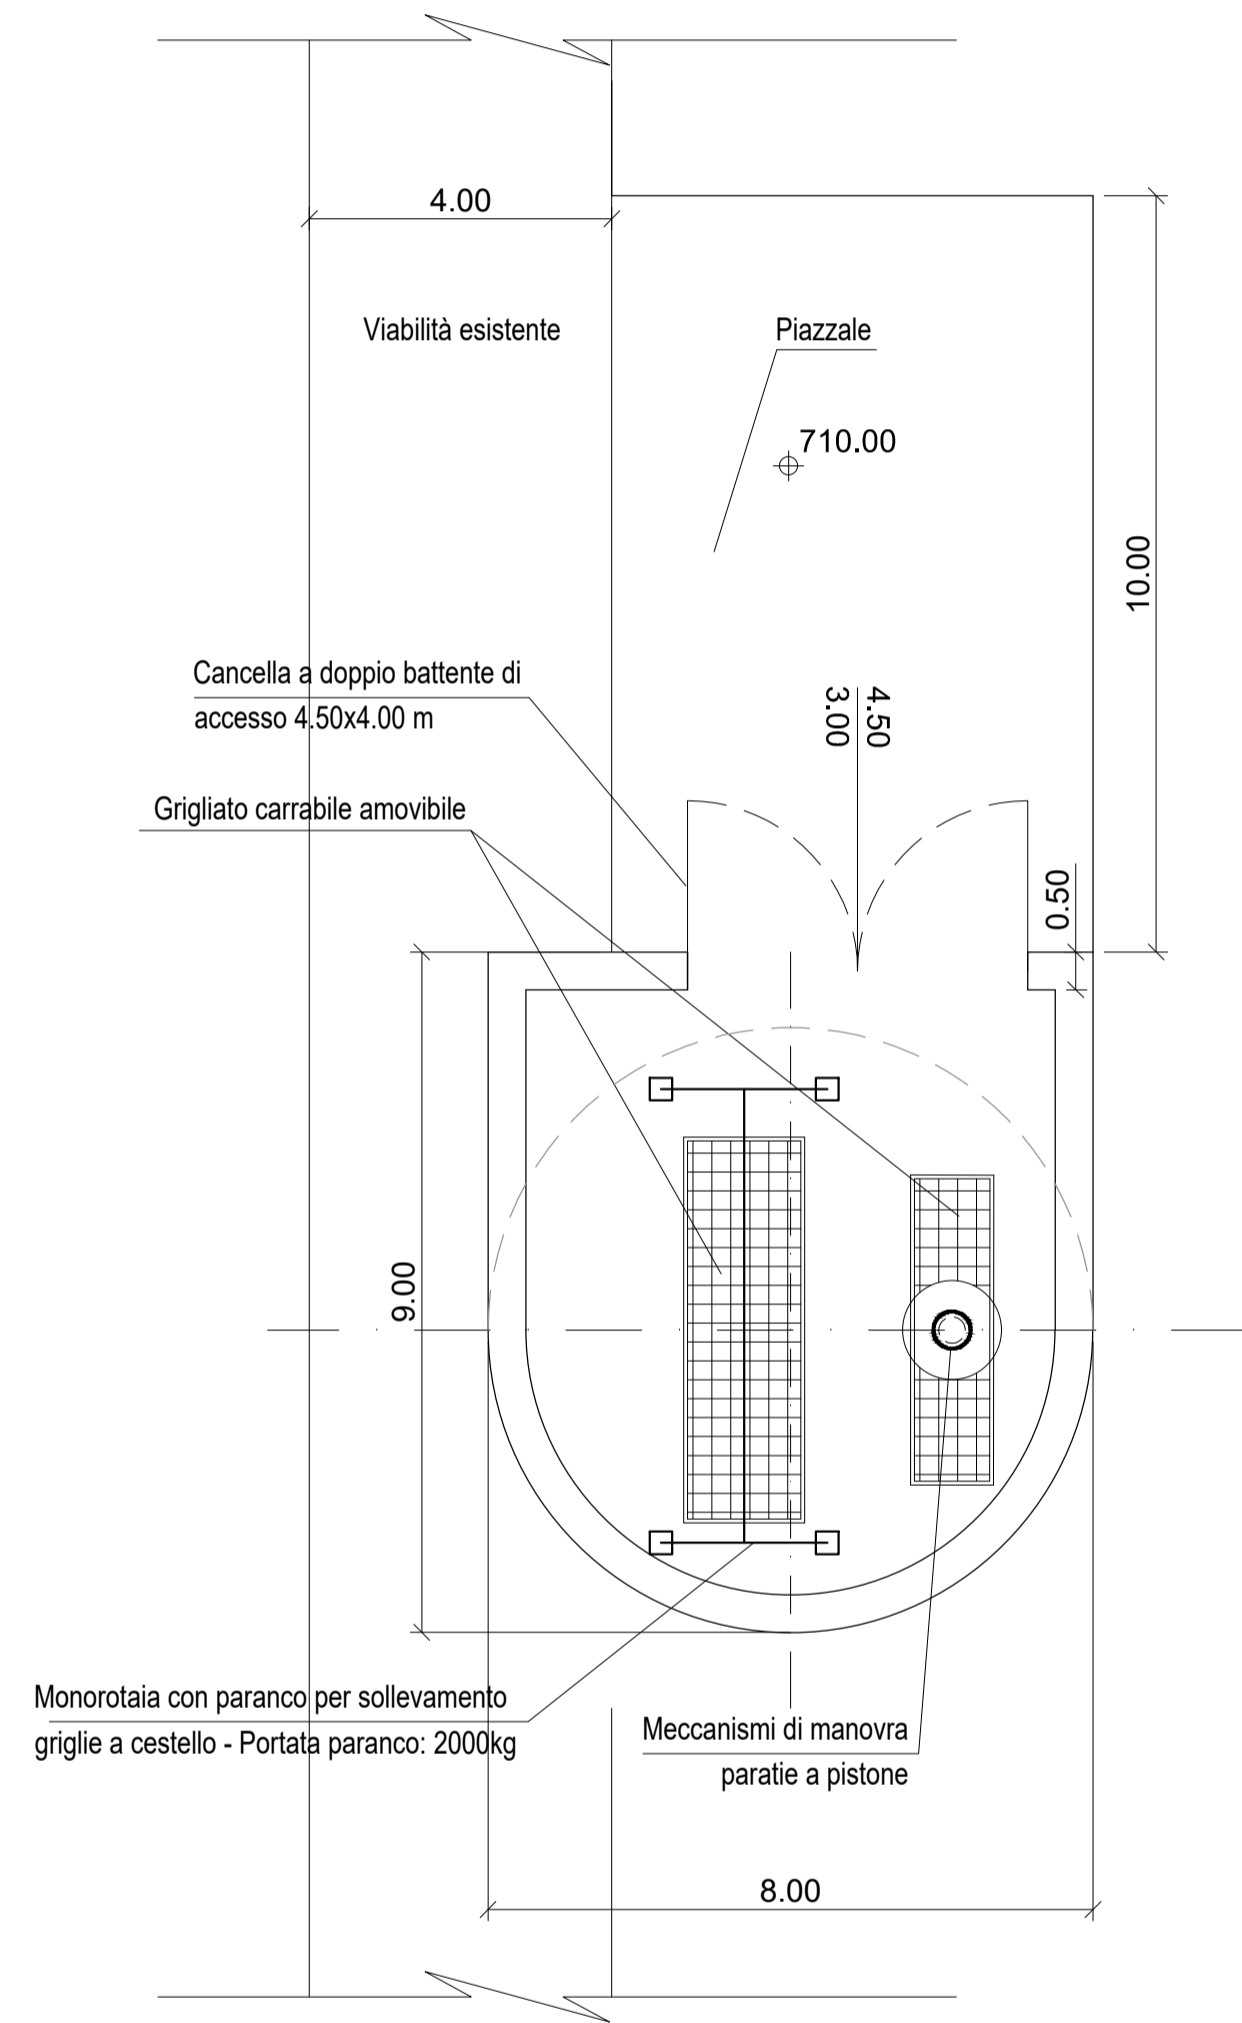 4.00
Viabilità esistente
Piazzale
710.00
10.00
Cancella a doppio battente di
accesso 4.50x4.00 m
4.50
3.00
Grigliato carrabile amovibile
0.50
9.00
Monorotaia con paranco per sollevamento
griglie a cestello - Portata paranco: 2000kg
Meccanismi di manovra
paratie a pistone
8.00